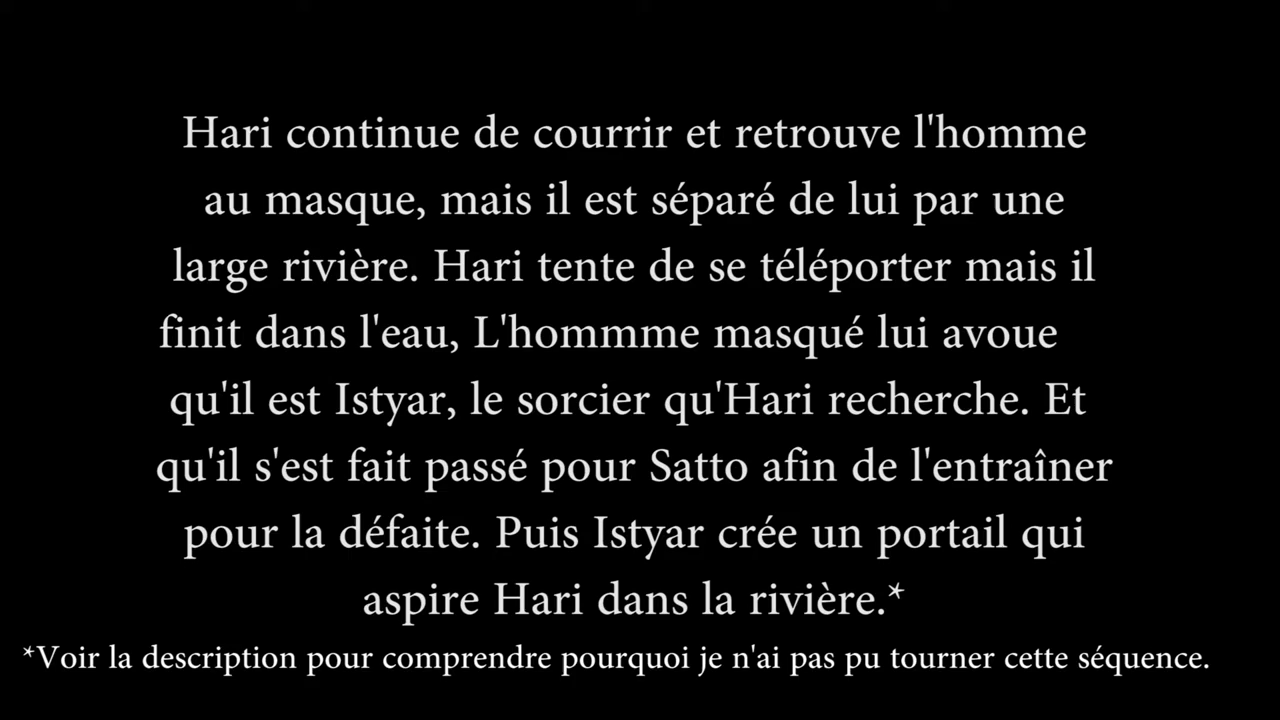 Hari continue de courrir et retrouve l'homme
au masque, mais il est séparé de lui par une
large rivière. Hari tente de se téléporter mais il
finit dans l'eau, L'hommme masqué lui avoue
qu'il est Istyar, le sorcier qu'Hari recherche. Et
qu'il s'est fait passé pour Satto afin de l'entraîner
pour la défaite. Puis Istyar crée un portail qui
aspire Hari dans la rivière.*
*Voir la description pour comprendre pourquoi je n'ai pas pu tourner cette séquence.